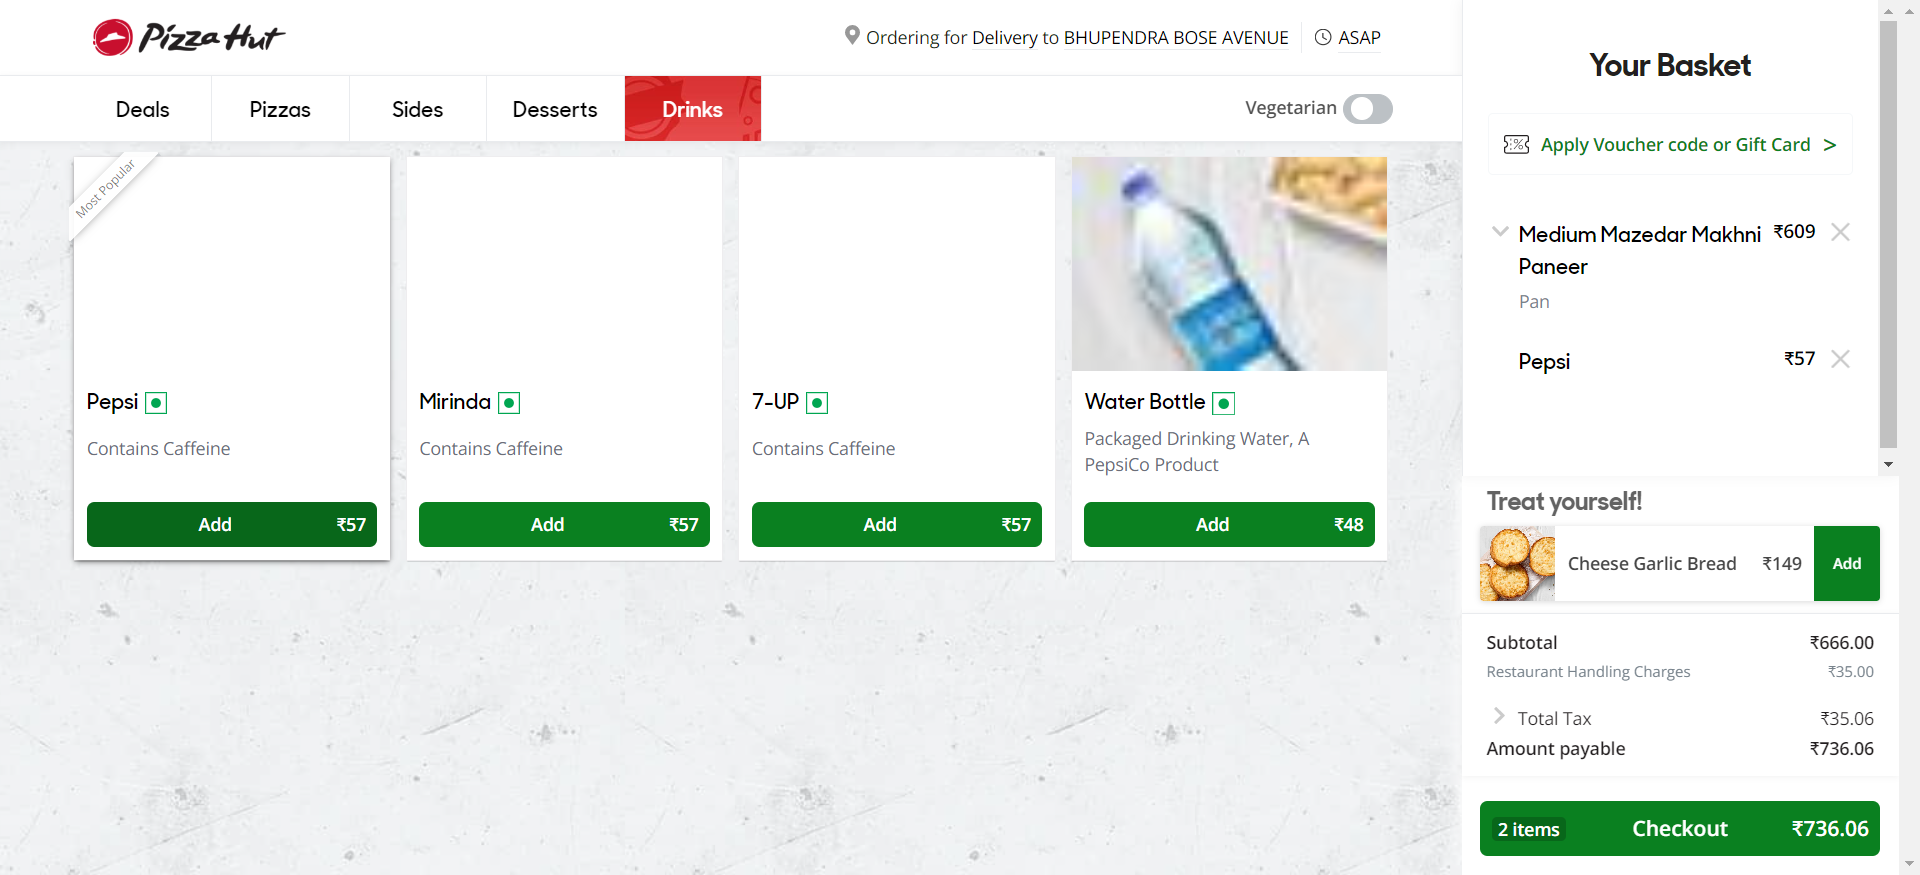 Pizza Hut
Ordering for Delivery to BHUPENDRA BOSE AVENUE
ASAP
Deals
Pizzas
Sides
Desserts
Drinks
Vegetarian
Most Popular
Pepsi
Contains Caffeine
Add ₹57
Mirinda
Contains Caffeine
Add ₹57
7-UP
Contains Caffeine
Add ₹57
Water Bottle
Packaged Drinking Water, A
PepsiCo Product
Add ₹48
Your Basket
Apply Voucher code or Gift Card >
Medium Mazedar Makhni ₹609
Paneer
Pan
Pepsi ₹57
Treat yourself!
Cheese Garlic Bread ₹149 Add
Subtotal ₹666.00
Restaurant Handling Charges ₹35.00
Total Tax ₹35.06
Amount payable ₹736.06
2 items Checkout ₹736.06